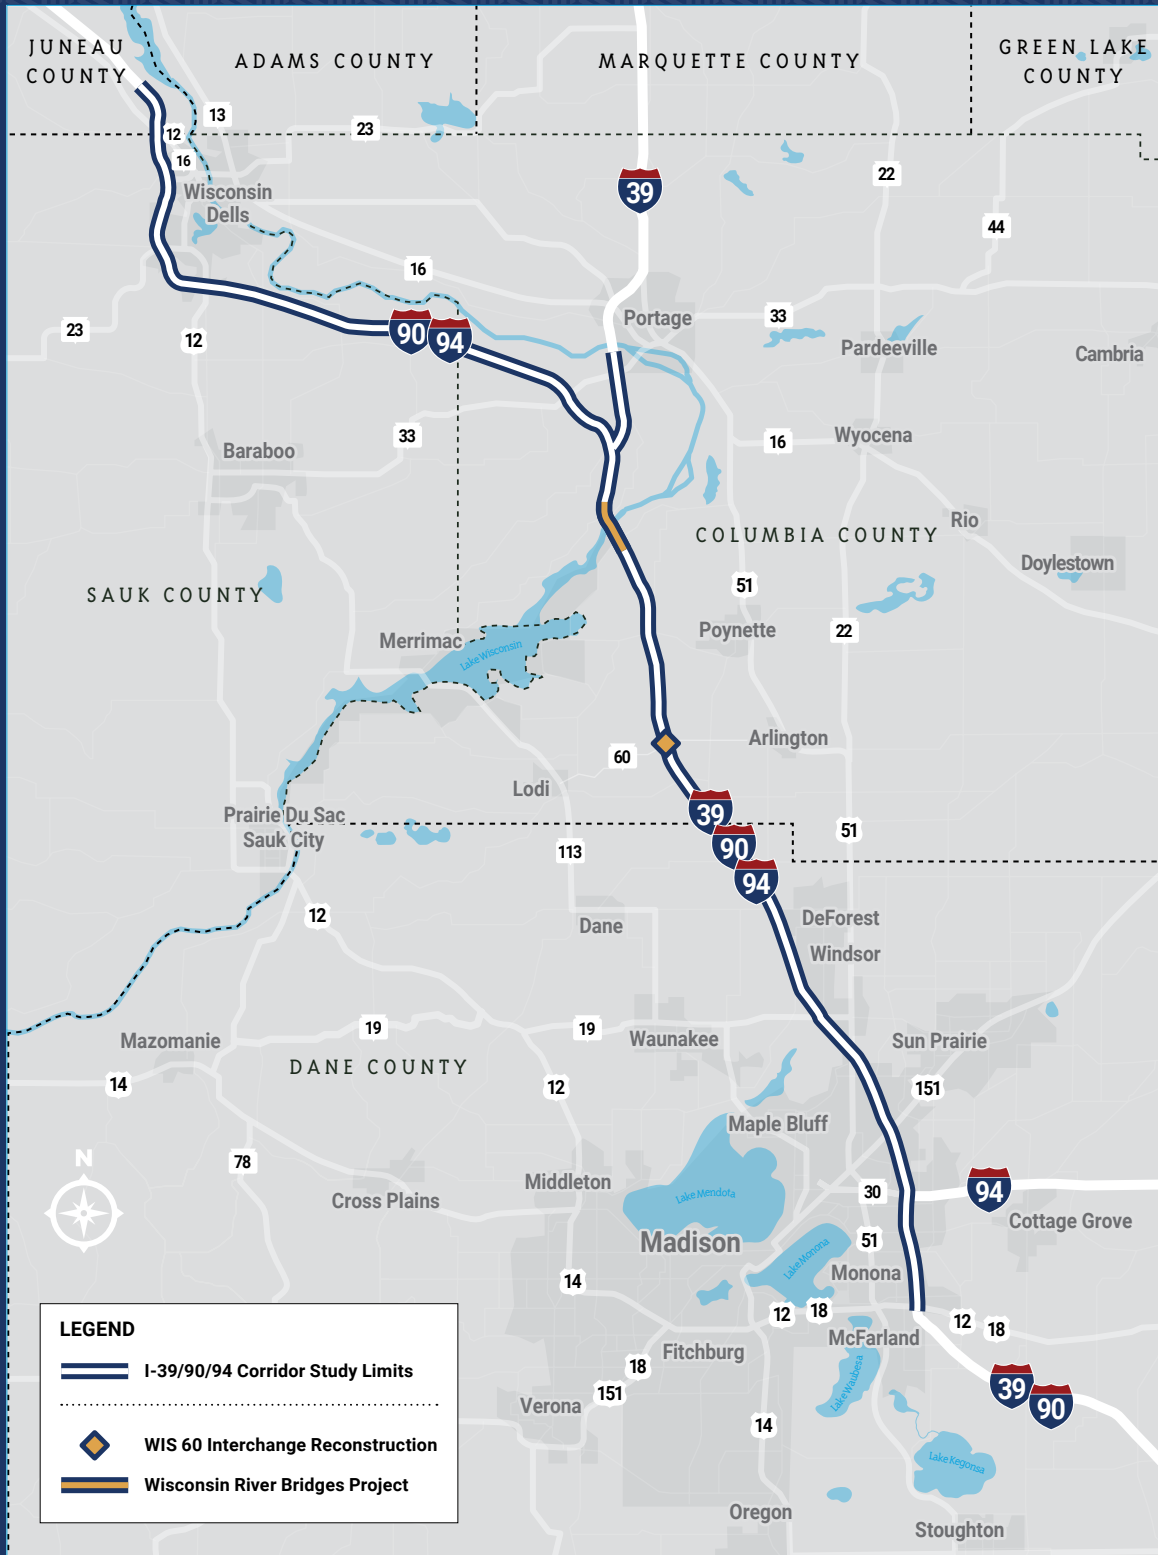 JUNEAU
COUNTY
ADAMS COUNTY
MARQUETTE COUNTY
GREEN LAKE
COUNTY
13
12
23
16
Wisconsin
Dells
39
22
44
16
Portage
33
23
12
90
94
Pardeeville
Cambria
33
Baraboo
16
Wyocena
COLUMBIA COUNTY
Rio
Doylestown
SAUK COUNTY
51
Merrimac
Lake Wisconsin
Poynette
22
60
Arlington
Lodi
39
90
94
Prairie Du Sac
Sauk City
113
51
12
Dane
DeForest
Windsor
Mazomanie
19
19
Waunakee
Sun Prairie
DANE COUNTY
14
12
151
Maple Bluff
N
78
Middleton
Cross Plains
Lake Mendota
30
94
Cottage Grove
Madison
51
Lake Monona
Monona
14
12
18
12
18
McFarland
Fitchburg
18
151
Verona
Lake Waubesa
39
90
14
Lake Kegonsa
Oregon
Stoughton
LEGEND
I-39/90/94 Corridor Study Limits
WIS 60 Interchange Reconstruction
Wisconsin River Bridges Project